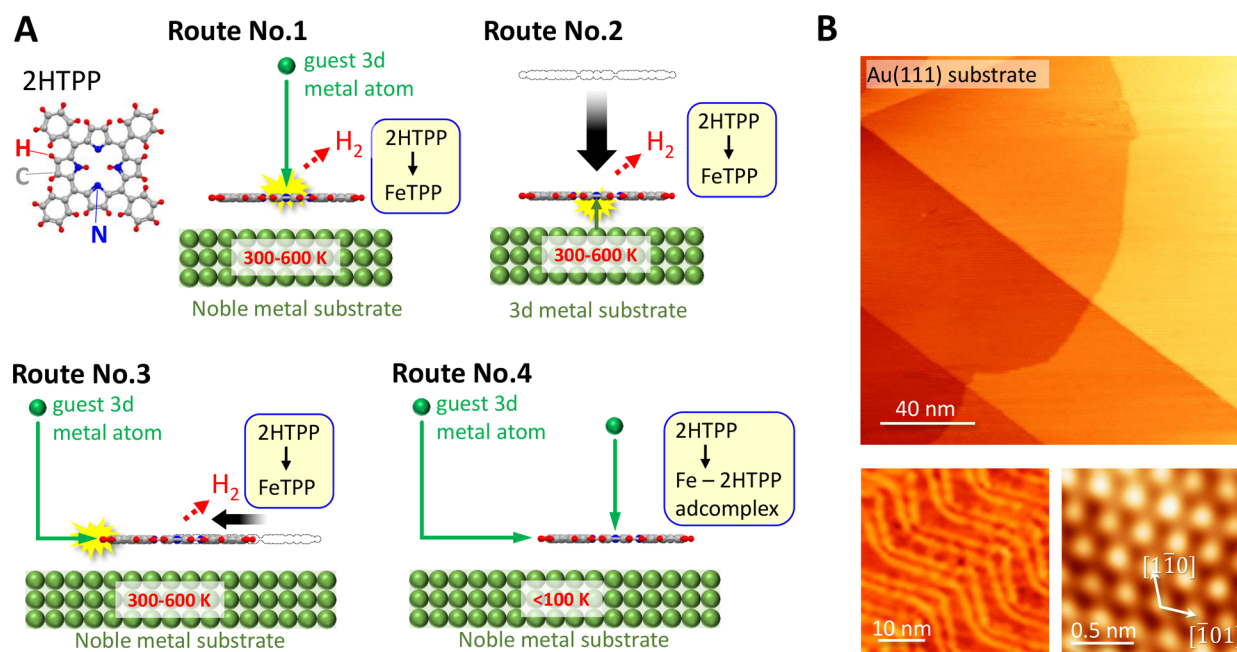 A
Route No.1
guest 3d
metal atom
2HTPP
H
C
N
H2
2HTPP
FeTPP
300-600 K
Noble metal substrate
Route No.2
H2
2HTPP
FeTPP
300-600 K
3d metal substrate
Route No.3
guest 3d
metal atom
H2
2HTPP
FeTPP
300-600 K
Noble metal substrate
Route No.4
guest 3d
metal atom
2HTPP
Fe – 2HTPP
adcomplex
<100 K
Noble metal substrate
B
Au(111) substrate
40 nm
10 nm
[11̄0]
[1̄01]
0.5 nm